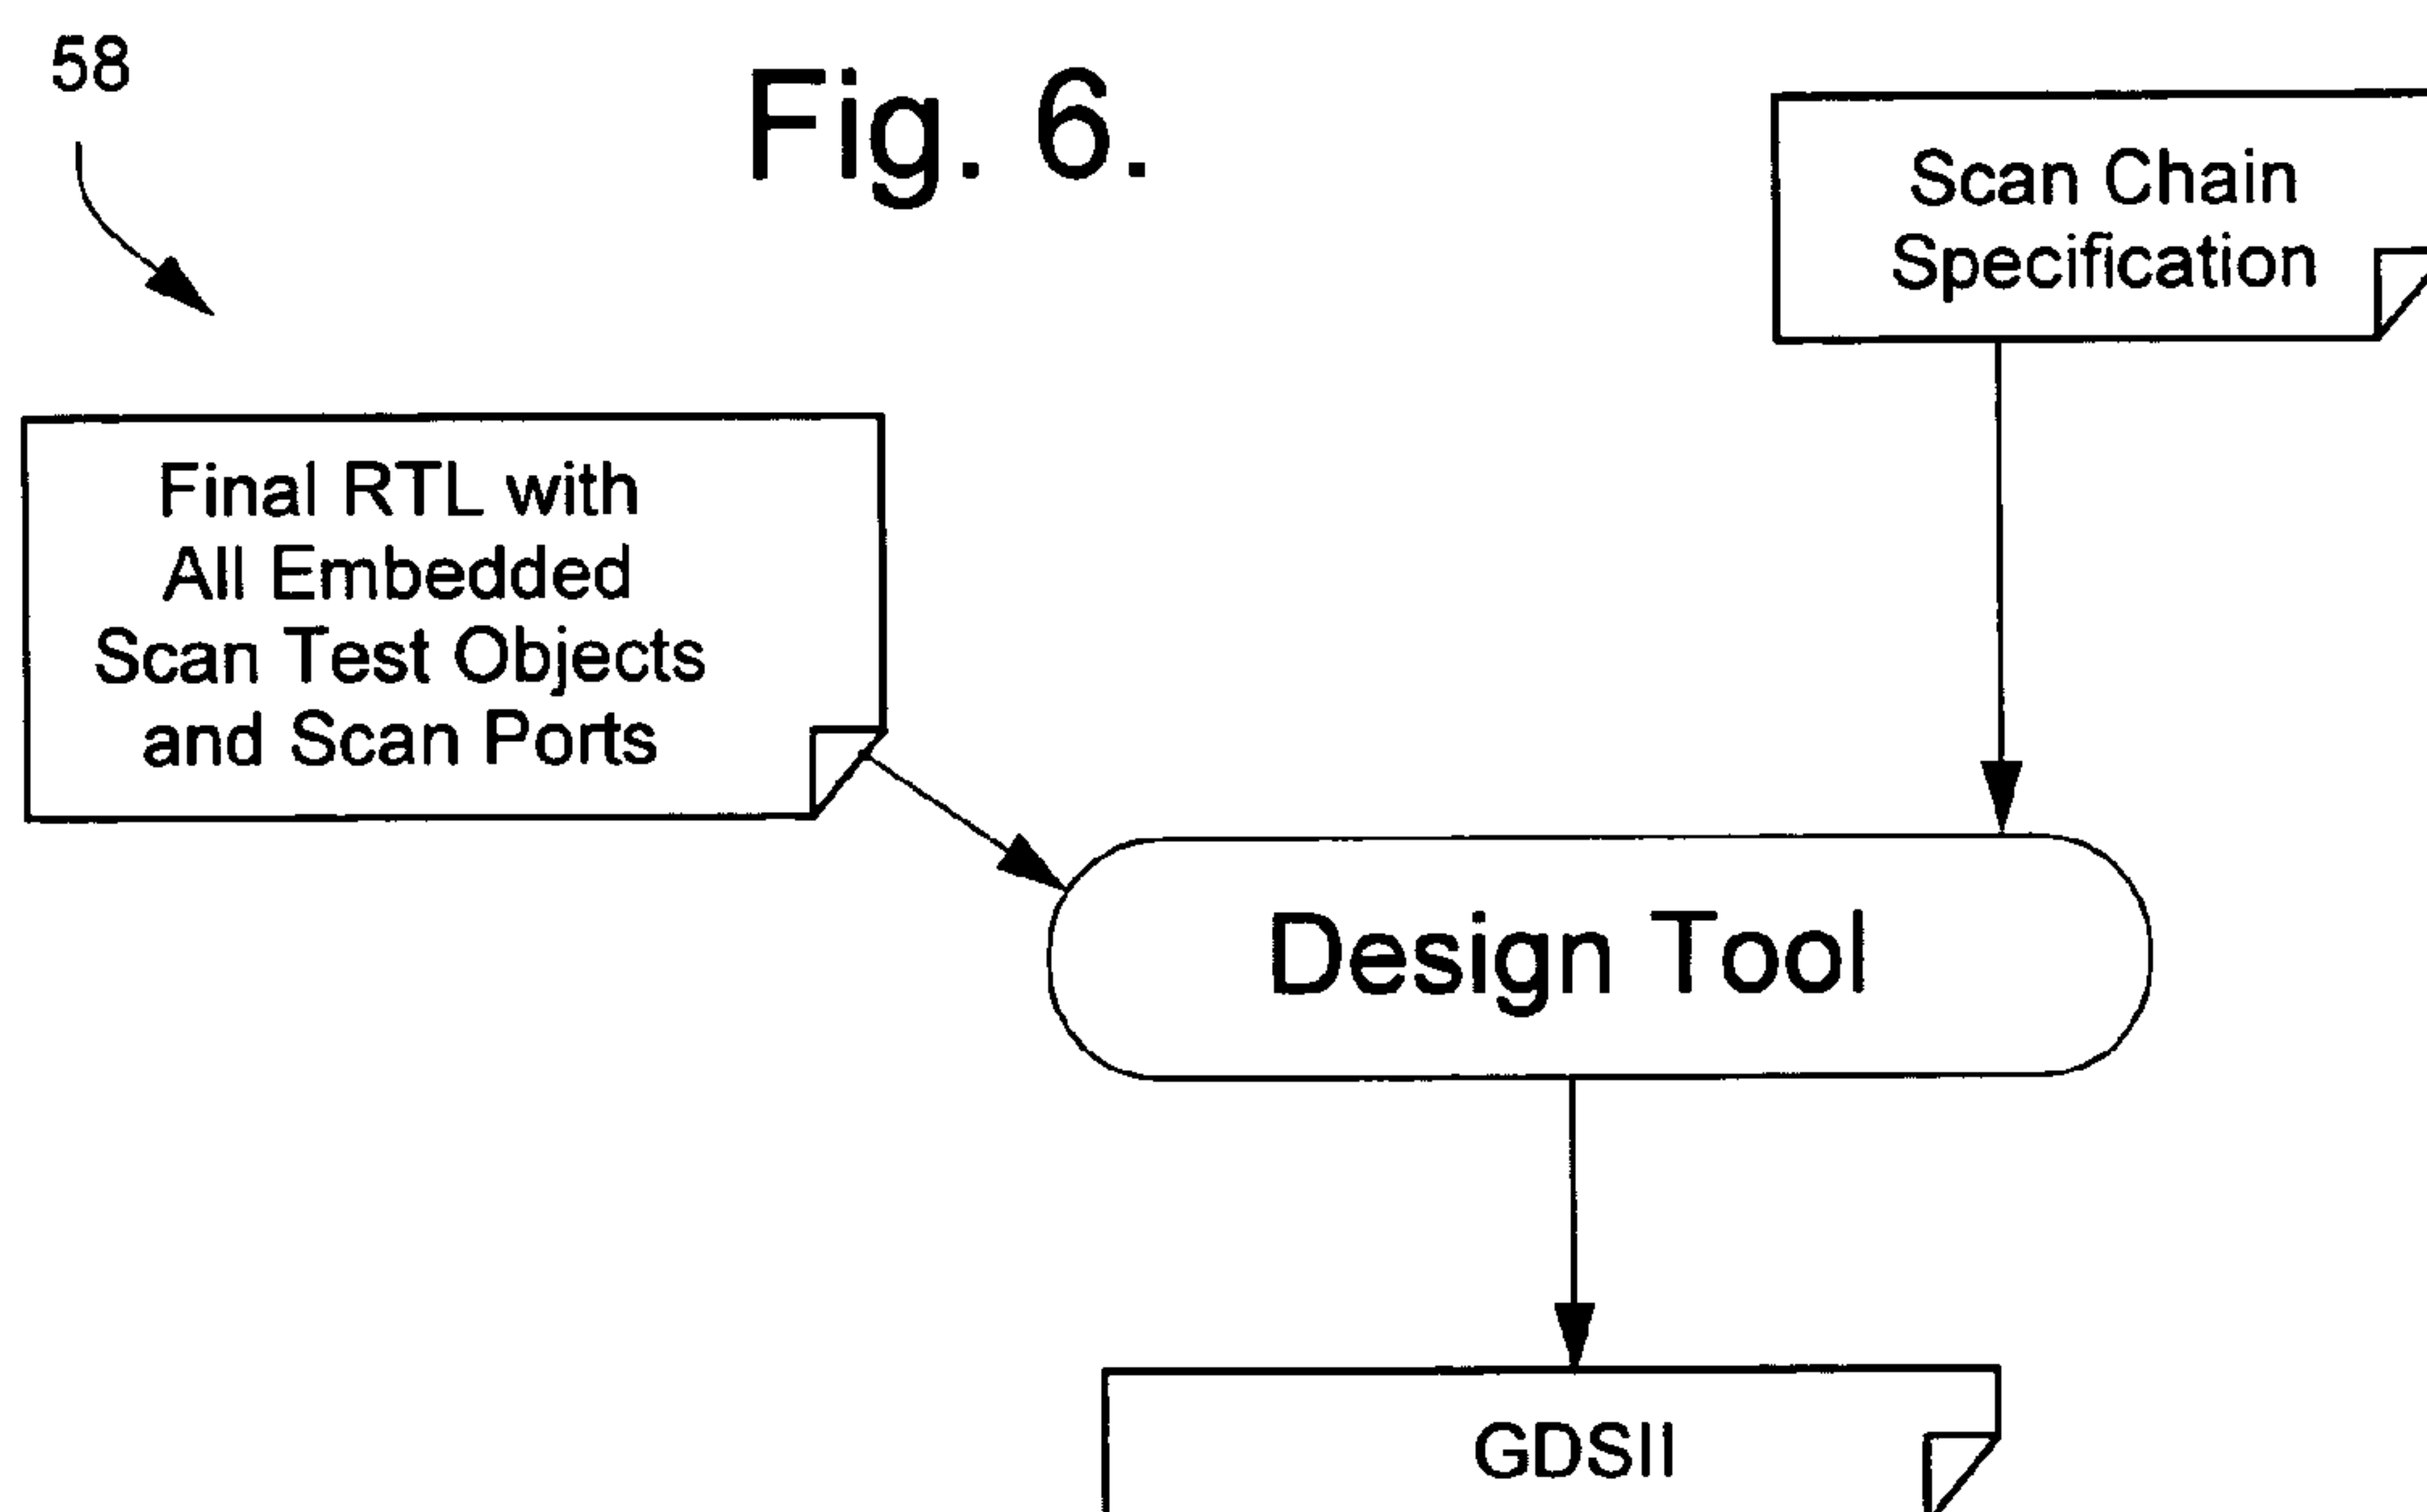 58
Fig. 6.
Scan Chain
Specification
Final RTL with
All Embedded
Scan Test Objects
and Scan Ports
Design Tool
GDSII